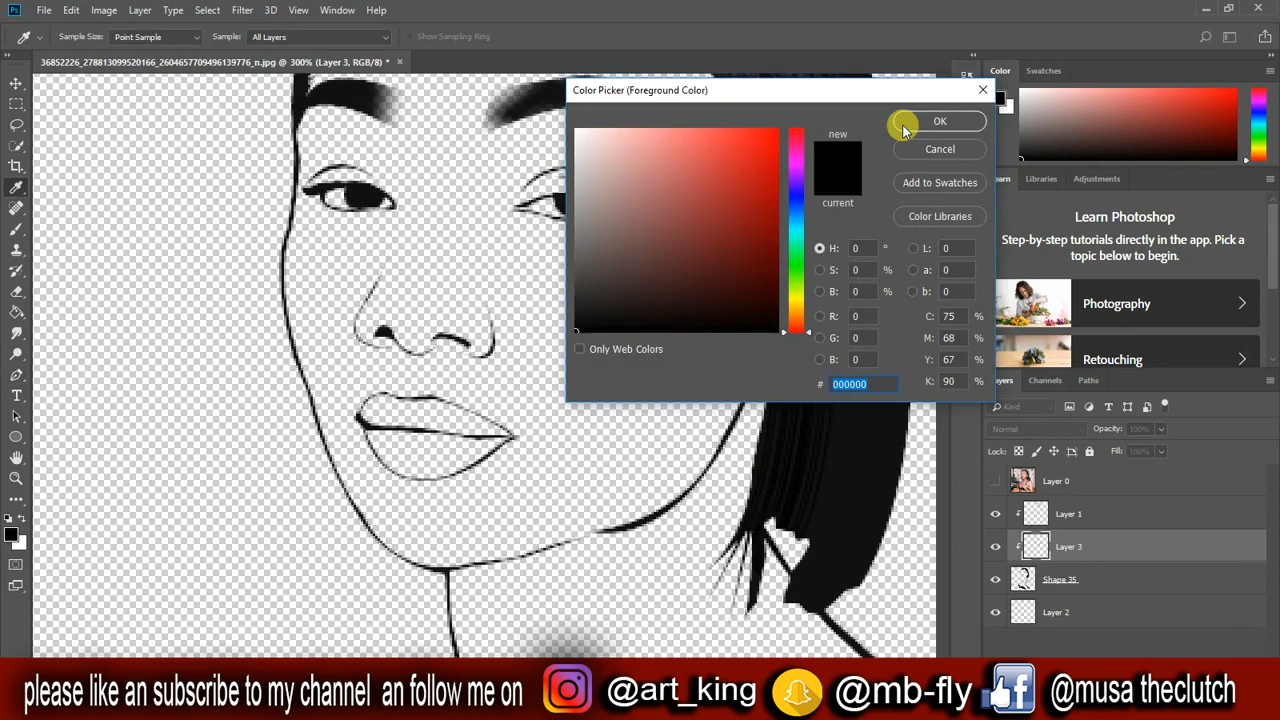 Ps File Edit Image Layer Type Select Filter 3D View Window Help
Sample Size: Point Sample Sample: All Layers Show Sampling Ring
36852226_278813099520166_2604657709496139776_n.jpg @ 300% (Layer 3, RGB/8) *
Color Swatches
Color Picker (Foreground Color)
new
current
OK
Cancel
Add to Swatches
Color Libraries
H: 0 °
S: 0 %
B: 0 %
R: 0
G: 0
B: 0
# 000000
L: 0
a: 0
b: 0
C: 75 %
M: 68 %
Y: 67 %
K: 90 %
Only Web Colors
Libraries Adjustments
Learn Photoshop
Step-by-step tutorials directly in the app. Pick a
topic below to begin.
Photography
Retouching
Channels Paths
Kind
Normal Opacity: 100%
Lock: Fill: 100%
Layer 0
Layer 1
Layer 3
Shape 35
Layer 2
please like an subscribe to my channel an follow me on @art_king @mb-fly @musa theclutch